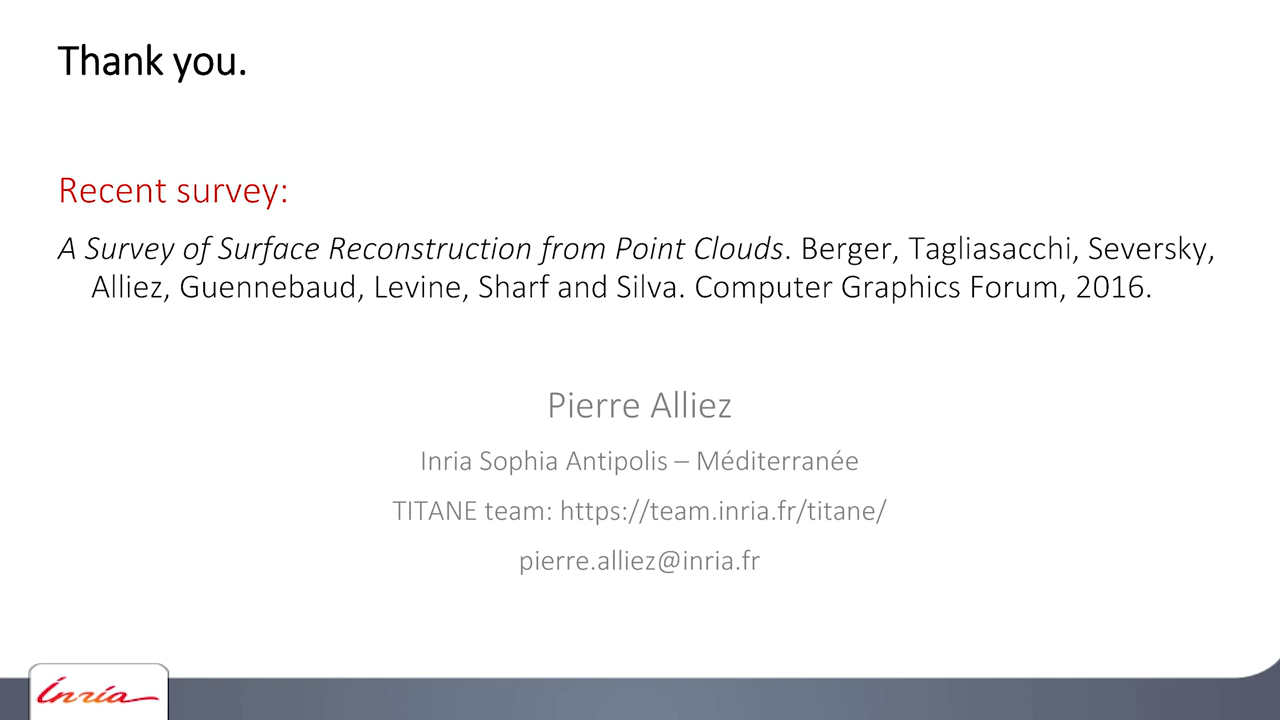 Thank you.
Recent survey:
A Survey of Surface Reconstruction from Point Clouds. Berger, Tagliasacchi, Seversky,
Alliez, Guennebaud, Levine, Sharf and Silva. Computer Graphics Forum, 2016.
Pierre Alliez
Inria Sophia Antipolis – Méditerranée
TITANE team: https://team.inria.fr/titane/
pierre.alliez@inria.fr
Inria